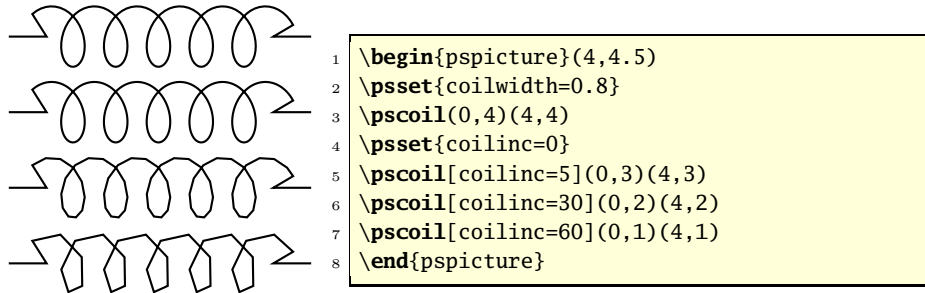 1 \begin{pspicture}(4,4.5)
2 \psset{coilwidth=0.8}
3 \pscoil(0,4)(4,4)
4 \psset{coilinc=0}
5 \pscoil[coilinc=5](0,3)(4,3)
6 \pscoil[coilinc=30](0,2)(4,2)
7 \pscoil[coilinc=60](0,1)(4,1)
8 \end{pspicture}